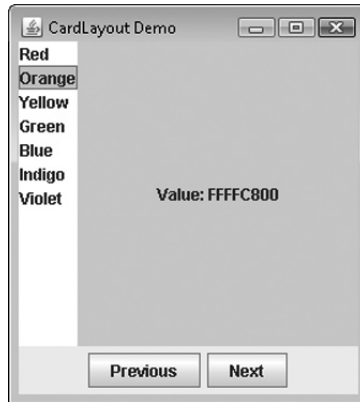 CardLayout Demo
Red
Orange
Yellow
Green
Blue
Indigo
Violet
Value: FFFFC800
Previous
Next